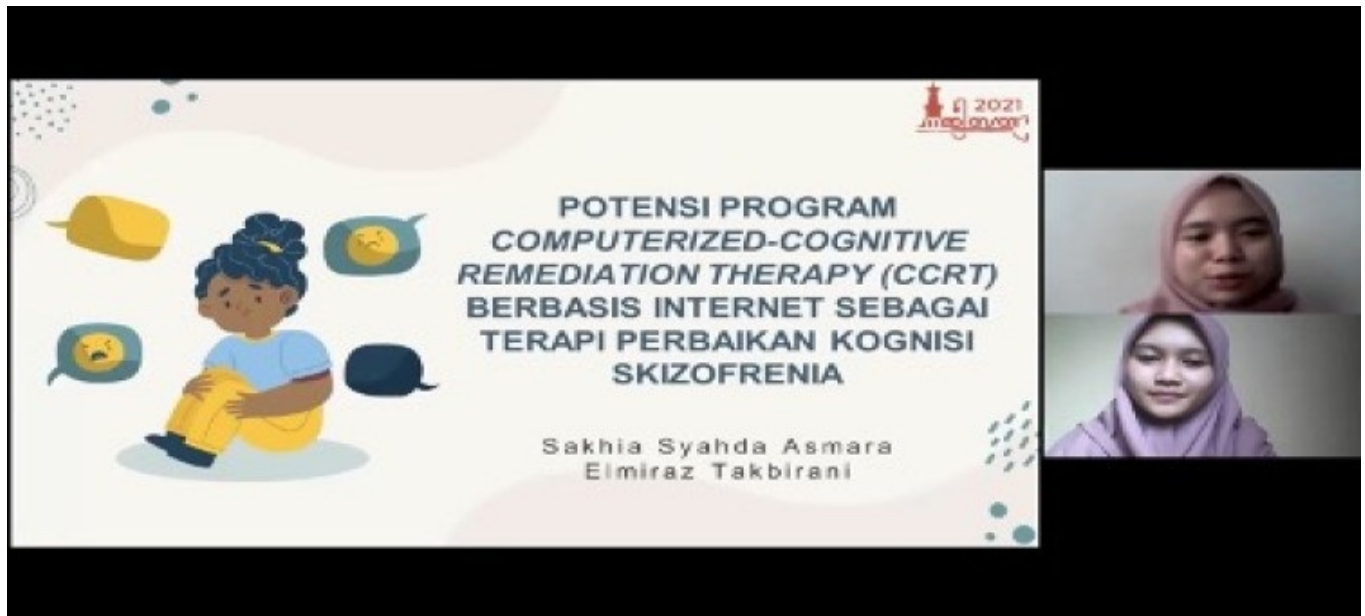 2021
POTENSI PROGRAM
COMPUTERIZED-COGNITIVE
REMEDIATION THERAPY (CCRT)
BERBASIS INTERNET SEBAGAI
TERAPI PERBAIKAN KOGNISI
SKIZOFRENIA
Sakhia Syahda Asmara
Elmiraz Takbirani